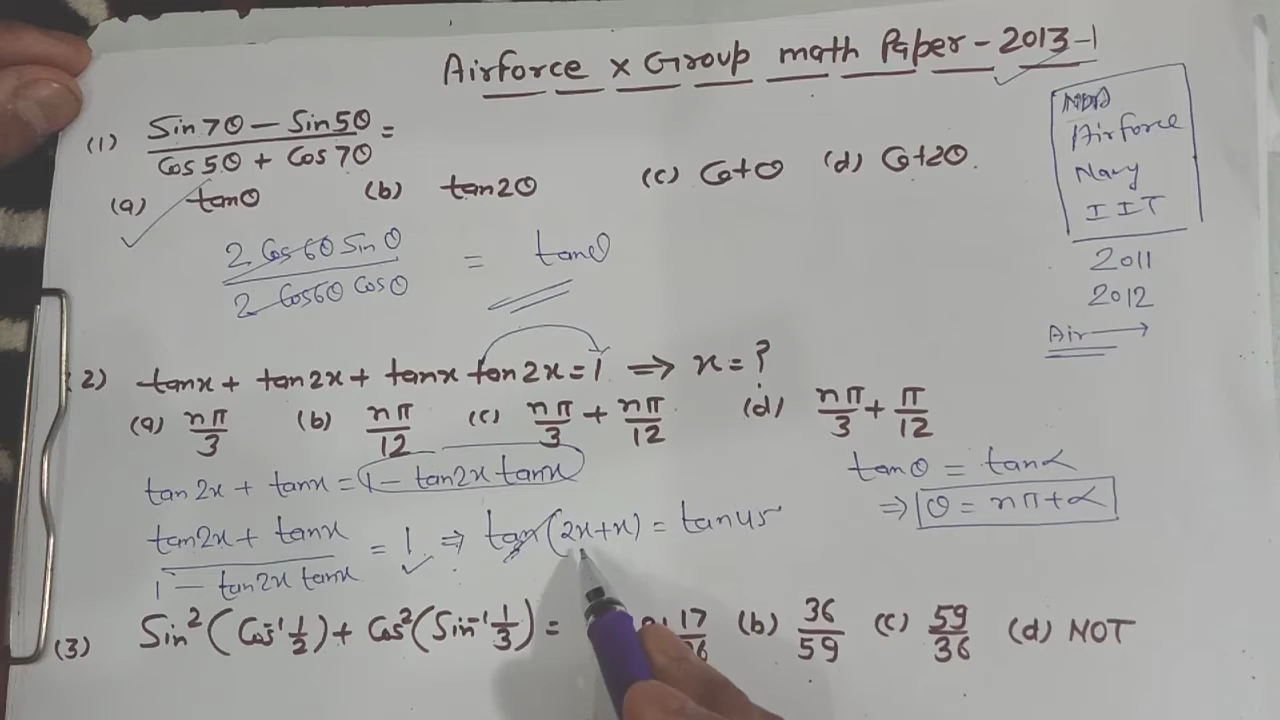 Airforce x Group math Paper - 2013-1
NDA
Airforce
Navy
IIT
2011
2012
Air →
(1) (Sin7θ - Sin5θ)/(Cos5θ + Cos7θ) =
(a) tanθ (b) tan2θ (c) Cotθ (d) Cot2θ.
(2 Cos6θ Sinθ)/(2 Cos6θ Cosθ) = tanθ
2) tanx + tan2x + tanx tan2x = 1 ⇒ x = ?
(a) nπ/3 (b) nπ/12 (c) nπ/3 + nπ/12 (d) nπ/3 + π/12
tan2x + tanx = 1 - tan2x tanx
(tan2x + tanx)/(1 - tan2x tanx) = 1 ⇒ tan(2x+x) = tan45
tanθ = tanα
⇒ θ = nπ + α
(3) Sin²(Cos⁻¹ 1/2) + Cos²(Sin⁻¹ 1/3) = 17 (b) 36/59 (c) 59/36 (d) NOT